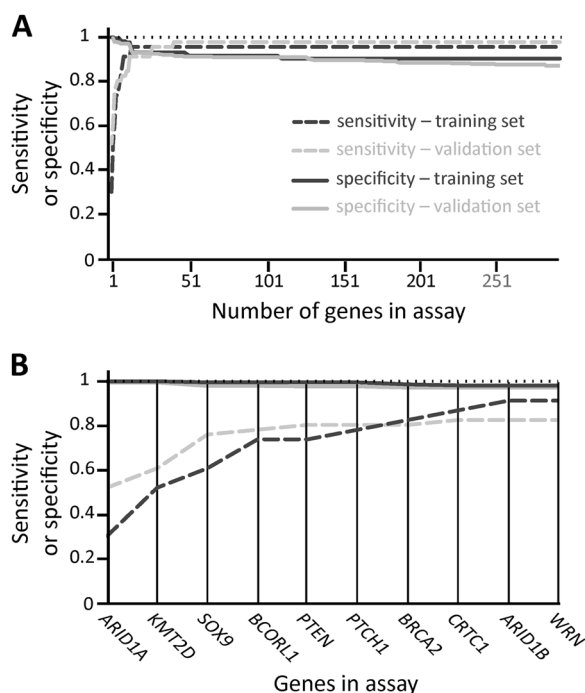 A
Sensitivity
or specificity
1
0.8
0.6
0.4
0.2
0
sensitivity – training set
sensitivity – validation set
specificity – training set
specificity – validation set
1 51 101 151 201 251
Number of genes in assay
B
Sensitivity
or specificity
1
0.8
0.6
0.4
0.2
0
ARID1A KMT2D SOX9 BCORL1 PTEN PTCH1 BRCA2 CRTC1 ARID1B WRN
Genes in assay